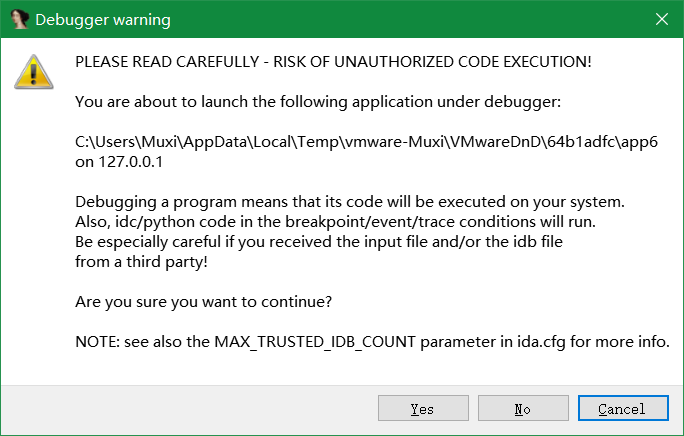 Debugger warning
PLEASE READ CAREFULLY - RISK OF UNAUTHORIZED CODE EXECUTION!
You are about to launch the following application under debugger:
C:\Users\Muxi\AppData\Local\Temp\vmware-Muxi\VMwareDnD\64b1adfc\app6
on 127.0.0.1
Debugging a program means that its code will be executed on your system.
Also, idc/python code in the breakpoint/event/trace conditions will run.
Be especially careful if you received the input file and/or the idb file
from a third party!
Are you sure you want to continue?
NOTE: see also the MAX_TRUSTED_IDB_COUNT parameter in ida.cfg for more info.
Yes
No
Cancel